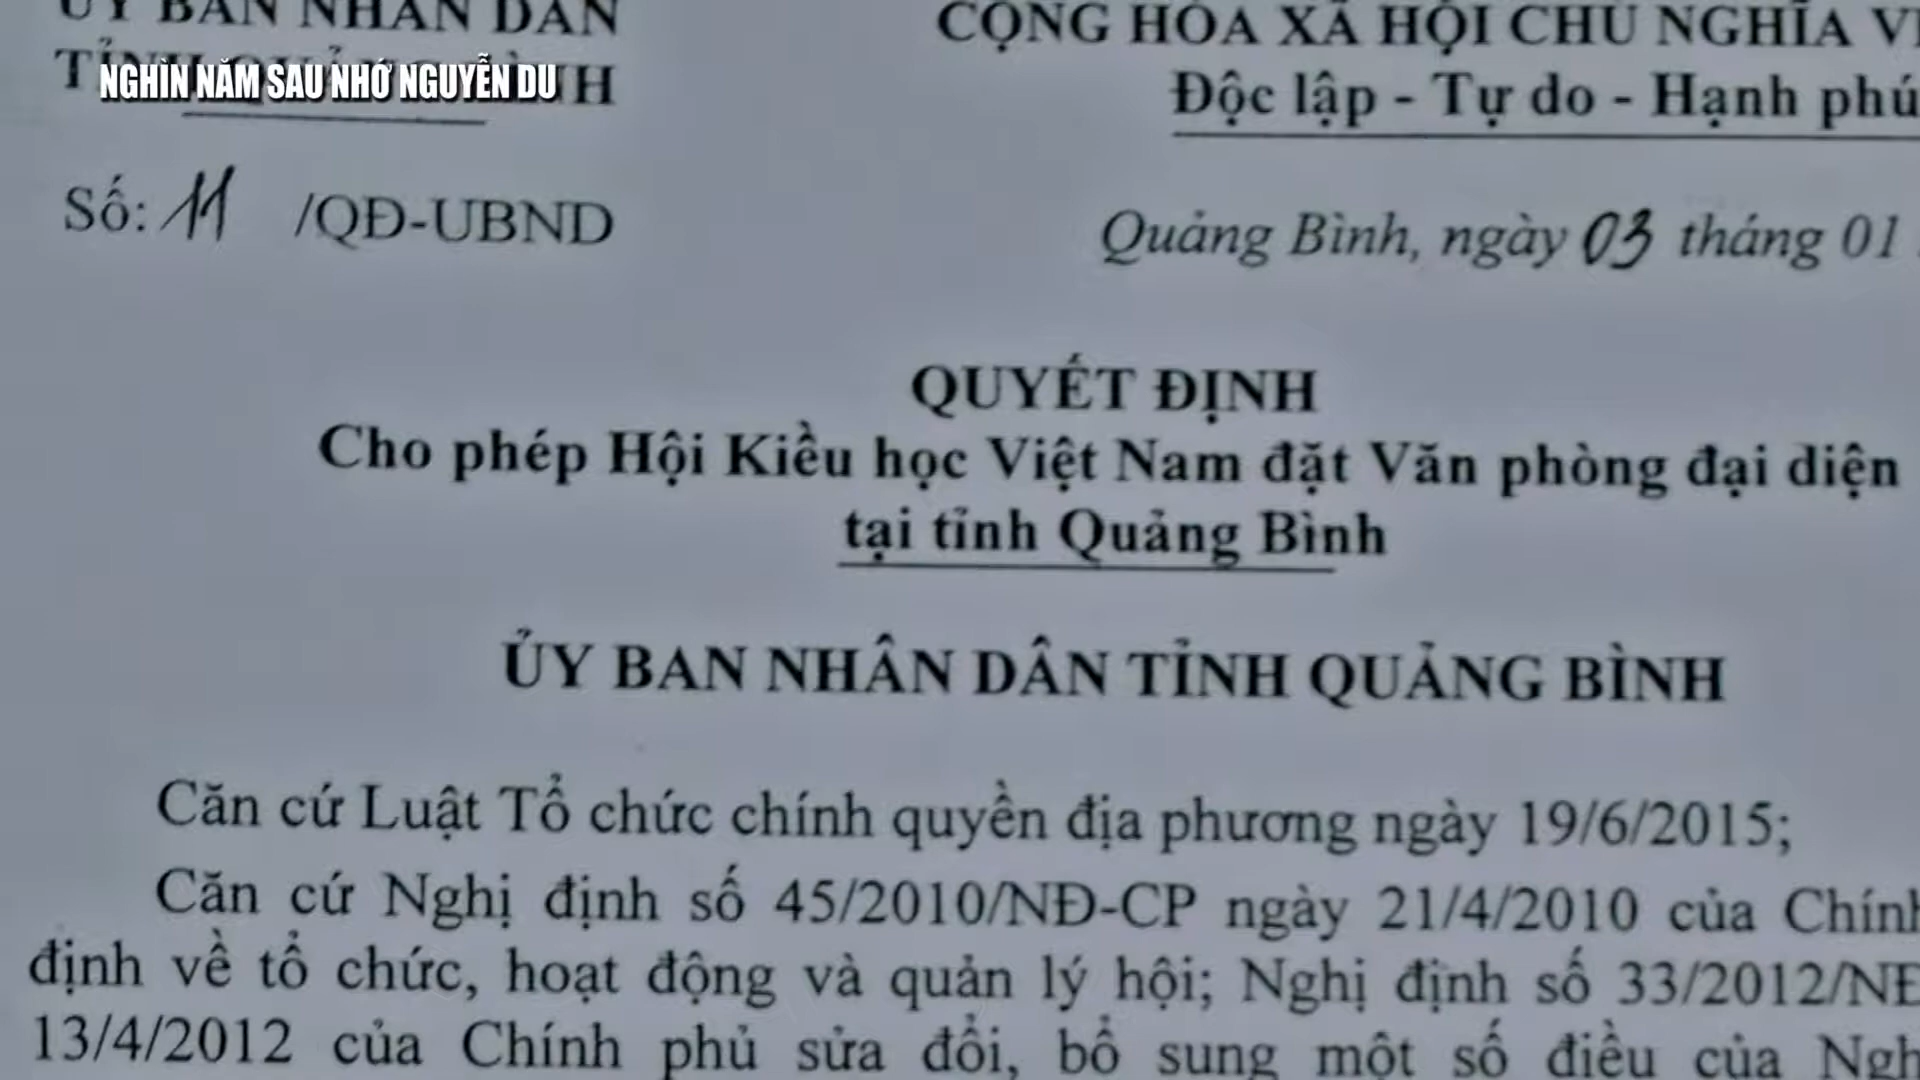 ỦY BAN NHÂN DÂN
CỘNG HÒA XÃ HỘI CHỦ NGHĨA
NGHÌN NĂM SAU NHỚ NGUYỄN DU
Độc lập - Tự do - Hạnh
Số: 11 /QĐ-UBND
Quảng Bình, ngày 03 tháng 01
QUYẾT ĐỊNH
Cho phép Hội Kiều học Việt Nam đặt Văn phòng đại diện
tại tỉnh Quảng Bình
ỦY BAN NHÂN DÂN TỈNH QUẢNG BÌNH
Căn cứ Luật Tổ chức chính quyền địa phương ngày 19/6/2015;
Căn cứ Nghị định số 45/2010/NĐ-CP ngày 21/4/2010 của
định về tổ chức, hoạt động và quản lý hội; Nghị định số
13/4/2012 của Chính phủ sửa đổi, bổ sung một số điều của